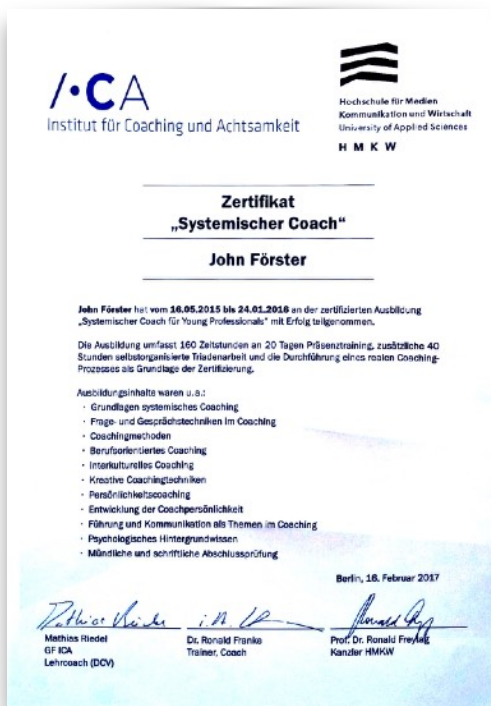 I·CA
Institut für Coaching und Achtsamkeit
Hochschule für Medien
Kommunikation und Wirtschaft
University of Applied Sciences
H M K W
Zertifikat
„Systemischer Coach“
John Förster
John Förster hat vom 16.05.2015 bis 24.01.2016 an der zertifizierten Ausbildung
„Systemischer Coach für Young Professionals“ mit Erfolg teilgenommen.
Die Ausbildung umfasst 160 Zeitstunden an 20 Tagen Präsenztraining, zusätzliche 40
Stunden selbstorganisierte Triadenarbeit und die Durchführung eines realen Coaching-
Prozesses als Grundlage der Zertifizierung.
Ausbildungsinhalte waren u.a.:
· Grundlagen systemisches Coaching
· Frage- und Gesprächstechniken im Coaching
· Coachingmethoden
· Berufsorientiertes Coaching
· Interkulturelles Coaching
· Kreative Coachingtechniken
· Persönlichkeitscoaching
· Entwicklung der Coachpersönlichkeit
· Führung und Kommunikation als Themen im Coaching
· Psychologisches Hintergrundwissen
· Mündliche und schriftliche Abschlussprüfung
Berlin, 16. Februar 2017
Mathias Riedel
GF ICA
Lehrcoach (DCV)
Dr. Ronald Franke
Trainer, Coach
Prof. Dr. Ronald Freytag
Kanzler HMKW